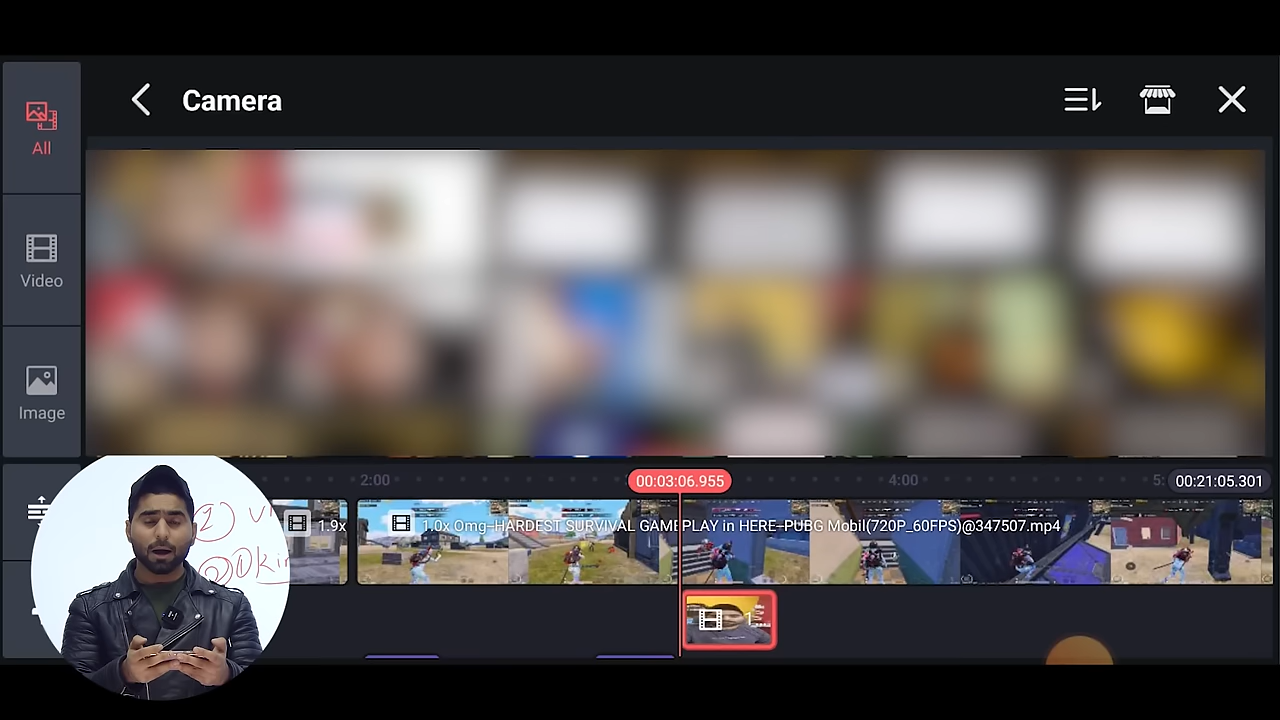 Camera
All
Video
Image
2:00
00:03:06.955
4:00
5:
00:21:05.301
1.9x
1.0x Omg–HARDEST SURVIVAL GAMEPLAY in HERE–PUBG Mobil(720P_60FPS)@347507.mp4